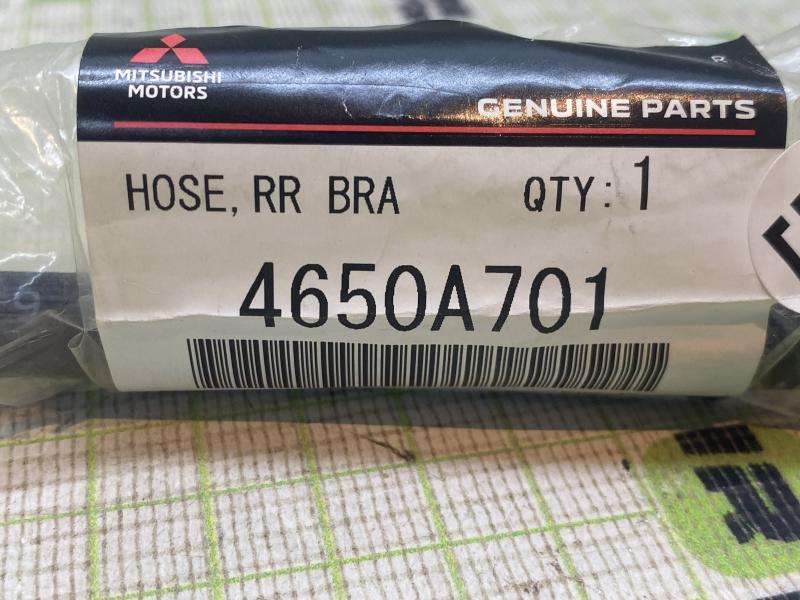 MITSUBISHI
MOTORS
GENUINE PARTS
HOSE, RR BRA QTY: 1
4650A701